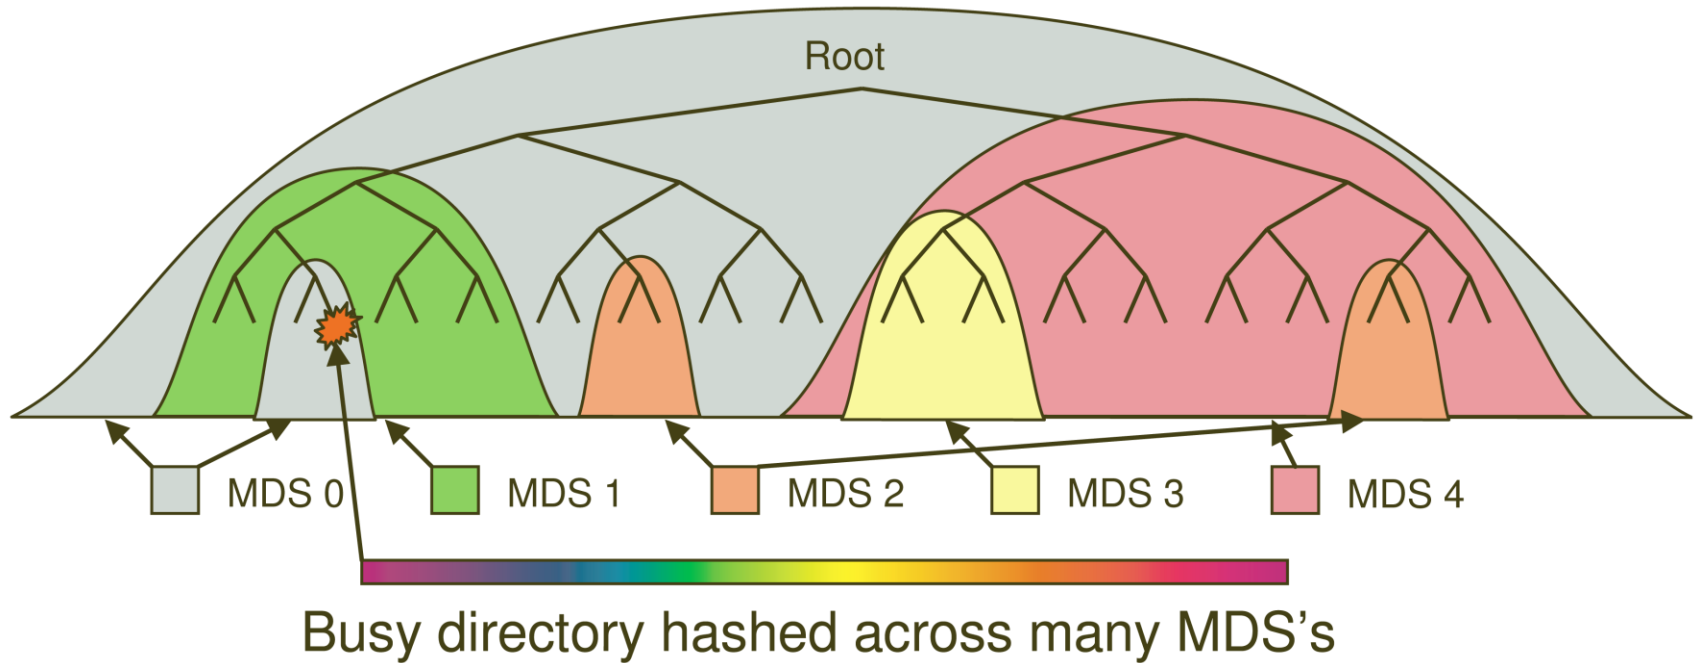 Root
MDS 0
MDS 1
MDS 2
MDS 3
MDS 4
Busy directory hashed across many MDS’s